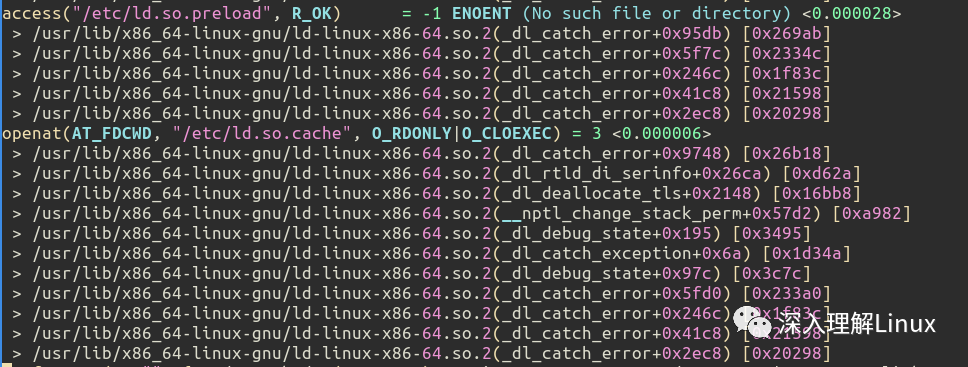 access("/etc/ld.so.preload", R_OK)      = -1 ENOENT (No such file or directory) <0.000028>
> /usr/lib/x86_64-linux-gnu/ld-linux-x86-64.so.2(_dl_catch_error+0x95db) [0x269ab]
> /usr/lib/x86_64-linux-gnu/ld-linux-x86-64.so.2(_dl_catch_error+0x5f7c) [0x2334c]
> /usr/lib/x86_64-linux-gnu/ld-linux-x86-64.so.2(_dl_catch_error+0x246c) [0x1f83c]
> /usr/lib/x86_64-linux-gnu/ld-linux-x86-64.so.2(_dl_catch_error+0x41c8) [0x21598]
> /usr/lib/x86_64-linux-gnu/ld-linux-x86-64.so.2(_dl_catch_error+0x2ec8) [0x20298]
openat(AT_FDCWD, "/etc/ld.so.cache", O_RDONLY|O_CLOEXEC) = 3 <0.000006>
> /usr/lib/x86_64-linux-gnu/ld-linux-x86-64.so.2(_dl_catch_error+0x9748) [0x26b18]
> /usr/lib/x86_64-linux-gnu/ld-linux-x86-64.so.2(_dl_rtld_di_serinfo+0x26ca) [0xd62a]
> /usr/lib/x86_64-linux-gnu/ld-linux-x86-64.so.2(_dl_deallocate_tls+0x2148) [0x16bb8]
> /usr/lib/x86_64-linux-gnu/ld-linux-x86-64.so.2(__nptl_change_stack_perm+0x57d2) [0xa982]
> /usr/lib/x86_64-linux-gnu/ld-linux-x86-64.so.2(_dl_debug_state+0x195) [0x3495]
> /usr/lib/x86_64-linux-gnu/ld-linux-x86-64.so.2(_dl_catch_exception+0x6a) [0x1d34a]
> /usr/lib/x86_64-linux-gnu/ld-linux-x86-64.so.2(_dl_debug_state+0x97c) [0x3c7c]
> /usr/lib/x86_64-linux-gnu/ld-linux-x86-64.so.2(_dl_catch_error+0x5fd0) [0x233a0]
> /usr/lib/x86_64-linux-gnu/ld-linux-x86-64.so.2(_dl_catch_error+0x246c)
深入理解Linux
> /usr/lib/x86_64-linux-gnu/ld-linux-x86-64.so.2(_dl_catch_error+0x41c8)
> /usr/lib/x86_64-linux-gnu/ld-linux-x86-64.so.2(_dl_catch_error+0x2ec8) [0x20298]